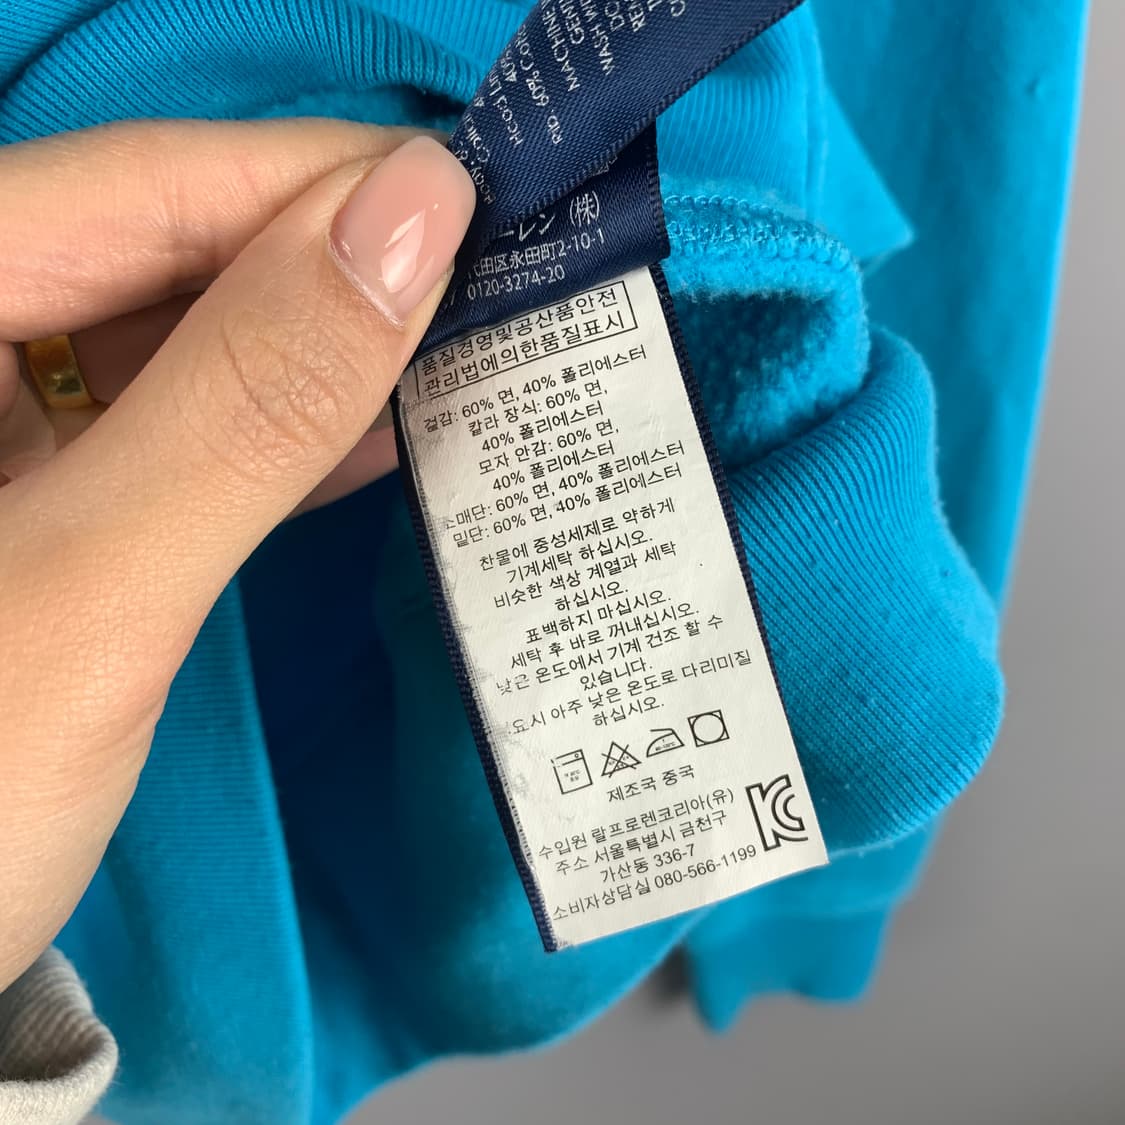 RIB 60% CO
MACHINE
WASH WI
ーレン (株)
代田区永田町2-10-1
0120-3274-20
품질경영및공산품안전
관리법에의한품질표시
겉감: 60% 면, 40% 폴리에스터
칼라 장식: 60% 면,
40% 폴리에스터
모자 안감: 60% 면,
40% 폴리에스터
소매단: 60% 면, 40% 폴리에스터
밑단: 60% 면, 40% 폴리에스터
찬물에 중성세제로 약하게
기계세탁 하십시오.
비슷한 색상 계열과 세탁
하십시오.
표백하지 마십시오.
세탁 후 바로 꺼내십시오.
낮은 온도에서 기계 건조 할 수
있습니다.
요시 아주 낮은 온도로 다리미질
하십시오.
제조국 중국
수입원 랄프로렌코리아(유)
주소 서울특별시 금천구
가산동 336-7
소비자상담실 080-566-1199